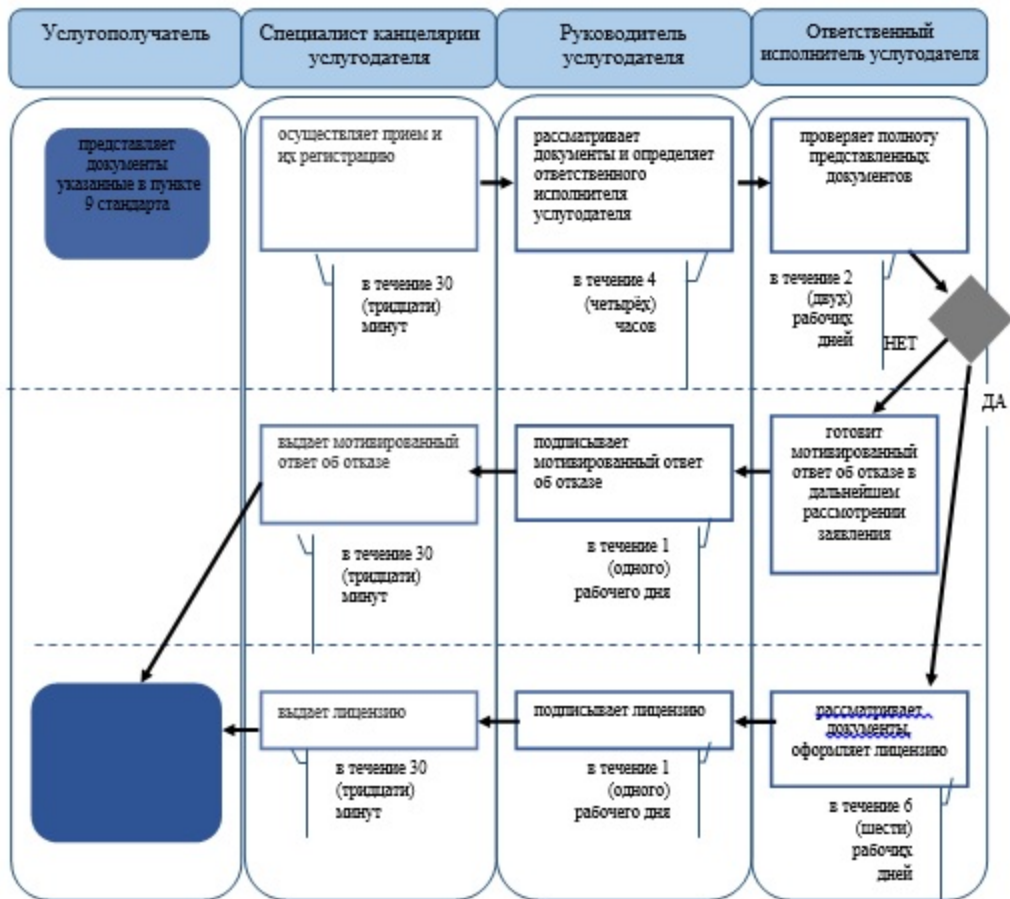 Услугополучатель
Специалист канцелярии
услугодателя
Руководитель
услугодателя
Ответственный
исполнитель услугодателя
представляет
документы
указанные в пункте
9 стандарта
осуществляет прием и
их регистрацию
рассматривает
документы и определяет
ответственного
исполнителя
услугодателя
проверяет полноту
представленных
документов
в течение 30
(тридцати)
минут
в течение 4
(четырёх)
часов
в течение 2
(двух)
рабочих
дней
НЕТ
ДА
выдает мотивированный
ответ об отказе
подписывает
мотивированный ответ
об отказе
готовит
мотивированный
ответ об отказе в
дальнейшем
рассмотрении
заявления
в течение 30
(тридцати)
минут
в течение 1
(одного)
рабочего дня
выдает лицензию
подписывает лицензию
рассматривает
документы,
оформляет лицензию
в течение 30
(тридцати)
минут
в течение 1
(одного)
рабочего дня
в течение 6
(шести)
рабочих
дней